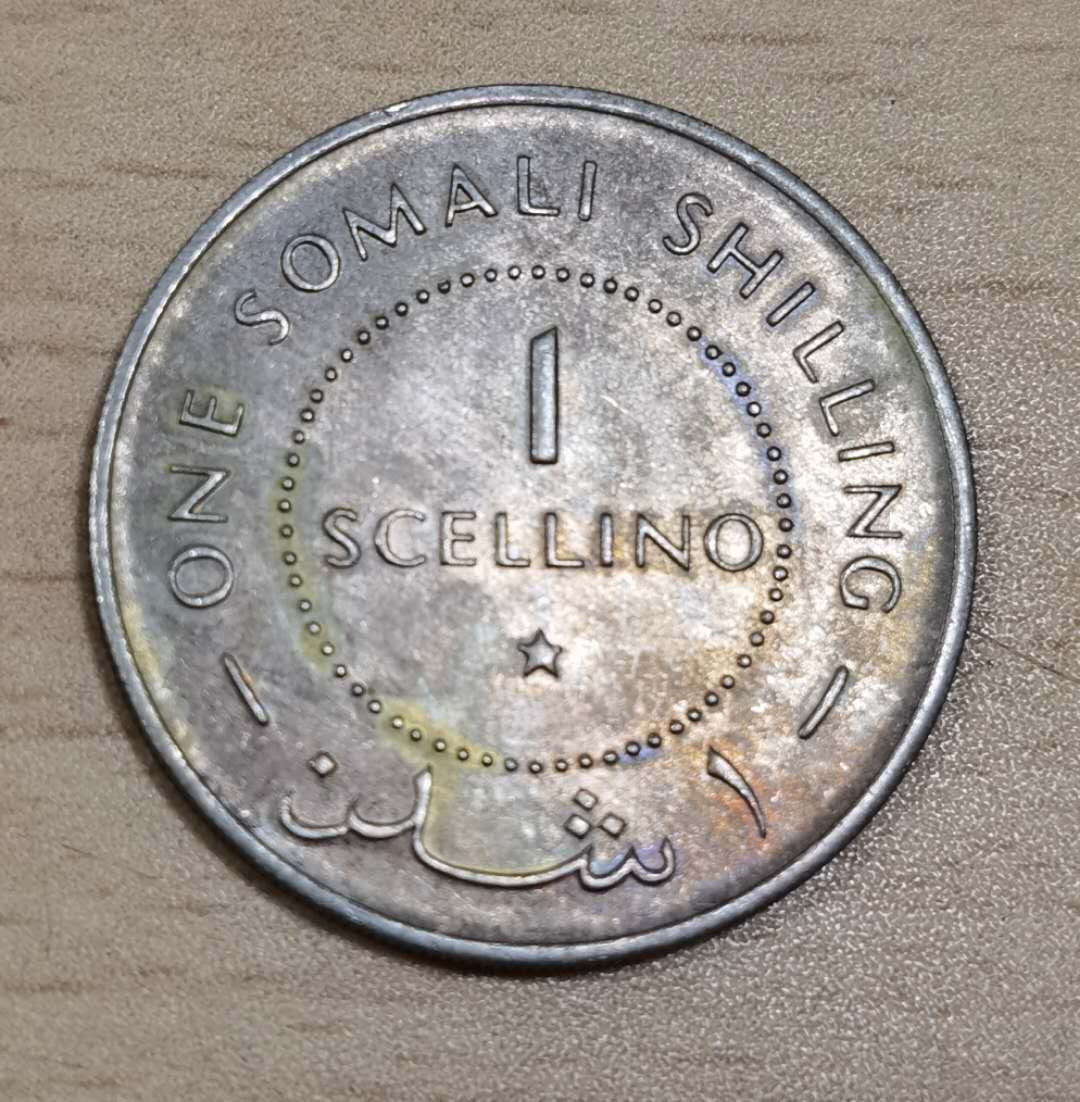 ONE SOMALI SHILLING
1
SCELLINO
١ شلن